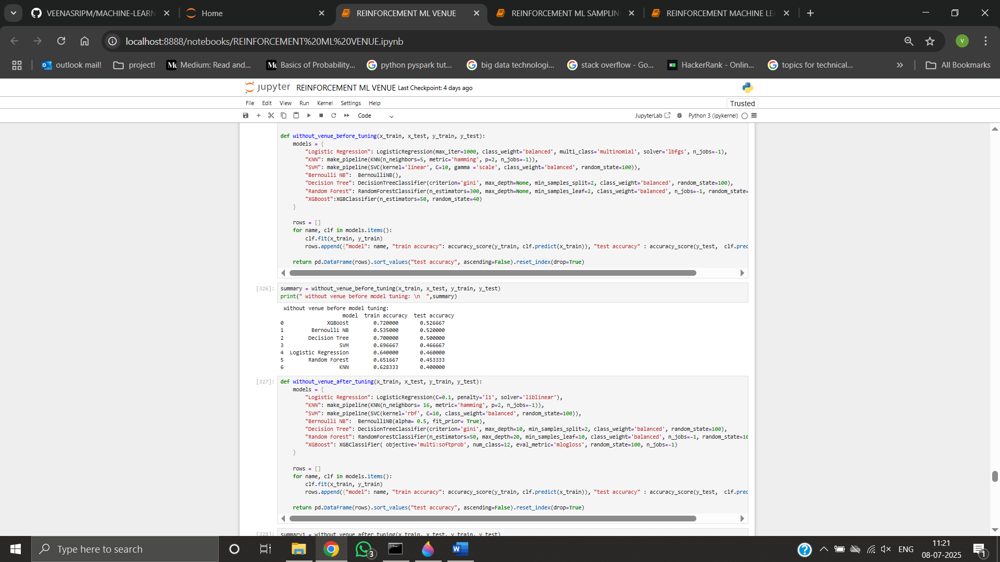 VEENASRIPM/MACHINE-LEARN
Home
REINFORCEMENT ML VENUE
REINFORCEMENT ML SAMPLIN
REINFORCEMENT MACHINE LE
localhost:8888/notebooks/REINFORCEMENT%20ML%20VENUE.ipynb
V
outlook mail!
project!
Medium: Read and...
Basics of Probability...
python pyspark tut...
big data technologi...
stack overflow - Go...
HackerRank - Onlin...
topics for technical...
All Bookmarks
jupyter REINFORCEMENT ML VENUE Last Checkpoint: 4 days ago
File Edit View Run Kernel Settings Help
Trusted
Code
JupyterLab
Python 3 (ipykernel)
def without_venue_before_tuning(x_train, x_test, y_train, y_test):
    models = {
        "Logistic Regression": LogisticRegression(max_iter=1000, class_weight='balanced', multi_class='multinomial', solver='lbfgs', n_jobs=-1),
        "KNN": make_pipeline(KNN(n_neighbors=5, metric='hamming', p=2, n_jobs=-1)),
        "SVM": make_pipeline(SVC(kernel='linear', C=10, gamma ='scale', class_weight='balanced', random_state=100)),
        "Bernoulli NB":  BernoulliNB(),
        "Decision Tree": DecisionTreeClassifier(criterion='gini', max_depth=None, min_samples_split=2, class_weight='balanced', random_state=100),
        "Random Forest": RandomForestClassifier(n_estimators=300, max_depth=None, min_samples_leaf=2, class_weight='balanced', n_jobs=-1, random_state=
        "XGBoost":XGBClassifier(n_estimators=50, random_state=40)
    }
    rows = []
    for name, clf in models.items():
        clf.fit(x_train, y_train)
        rows.append({"model": name, "train accuracy": accuracy_score(y_train, clf.predict(x_train)), "test accuracy" : accuracy_score(y_test,  clf.pred
    return pd.DataFrame(rows).sort_values("test accuracy", ascending=False).reset_index(drop=True)
[326]: summary = without_venue_before_tuning(x_train, x_test, y_train, y_test)
print(" without venue before model tuning: \n  ",summary)
without venue before model tuning:
model train accuracy test accuracy
0 XGBoost 0.720000 0.526667
1 Bernoulli NB 0.535000 0.520000
2 Decision Tree 0.700000 0.500000
3 SVM 0.696667 0.466667
4 Logistic Regression 0.640000 0.460000
5 Random Forest 0.651667 0.453333
6 KNN 0.628333 0.400000
[327]: def without_venue_after_tuning(x_train, x_test, y_train, y_test):
    models = {
        "Logistic Regression": LogisticRegression(C=0.1, penalty='l1', solver='liblinear'),
        "KNN": make_pipeline(KNN(n_neighbors= 16, metric='hamming', p=2, n_jobs=-1)),
        "SVM": make_pipeline(SVC(kernel='rbf', C=10, class_weight='balanced', random_state=100)),
        "Bernoulli NB":  BernoulliNB(alpha= 0.5, fit_prior= True),
        "Decision Tree": DecisionTreeClassifier(criterion='gini', max_depth=10, min_samples_split=2, class_weight='balanced', random_state=100),
        "Random Forest": RandomForestClassifier(n_estimators=50, max_depth=20, min_samples_leaf=10, class_weight='balanced', n_jobs=-1, random_state=10
        "XGBoost": XGBClassifier( objective='multi:softprob', num_class=12, eval_metric='mlogloss', random_state=100, n_jobs=-1)
    }
    rows = []
    for name, clf in models.items():
        clf.fit(x_train, y_train)
        rows.append({"model": name, "train accuracy": accuracy_score(y_train, clf.predict(x_train)), "test accuracy" : accuracy_score(y_test,  clf.pred
    return pd.DataFrame(rows).sort_values("test accuracy", ascending=False).reset_index(drop=True)
[328]: summary1 = without_venue_after_tuning(x_train, x_test, y_train, y_test)
Type here to search
3
ENG
11:21
08-07-2025
1